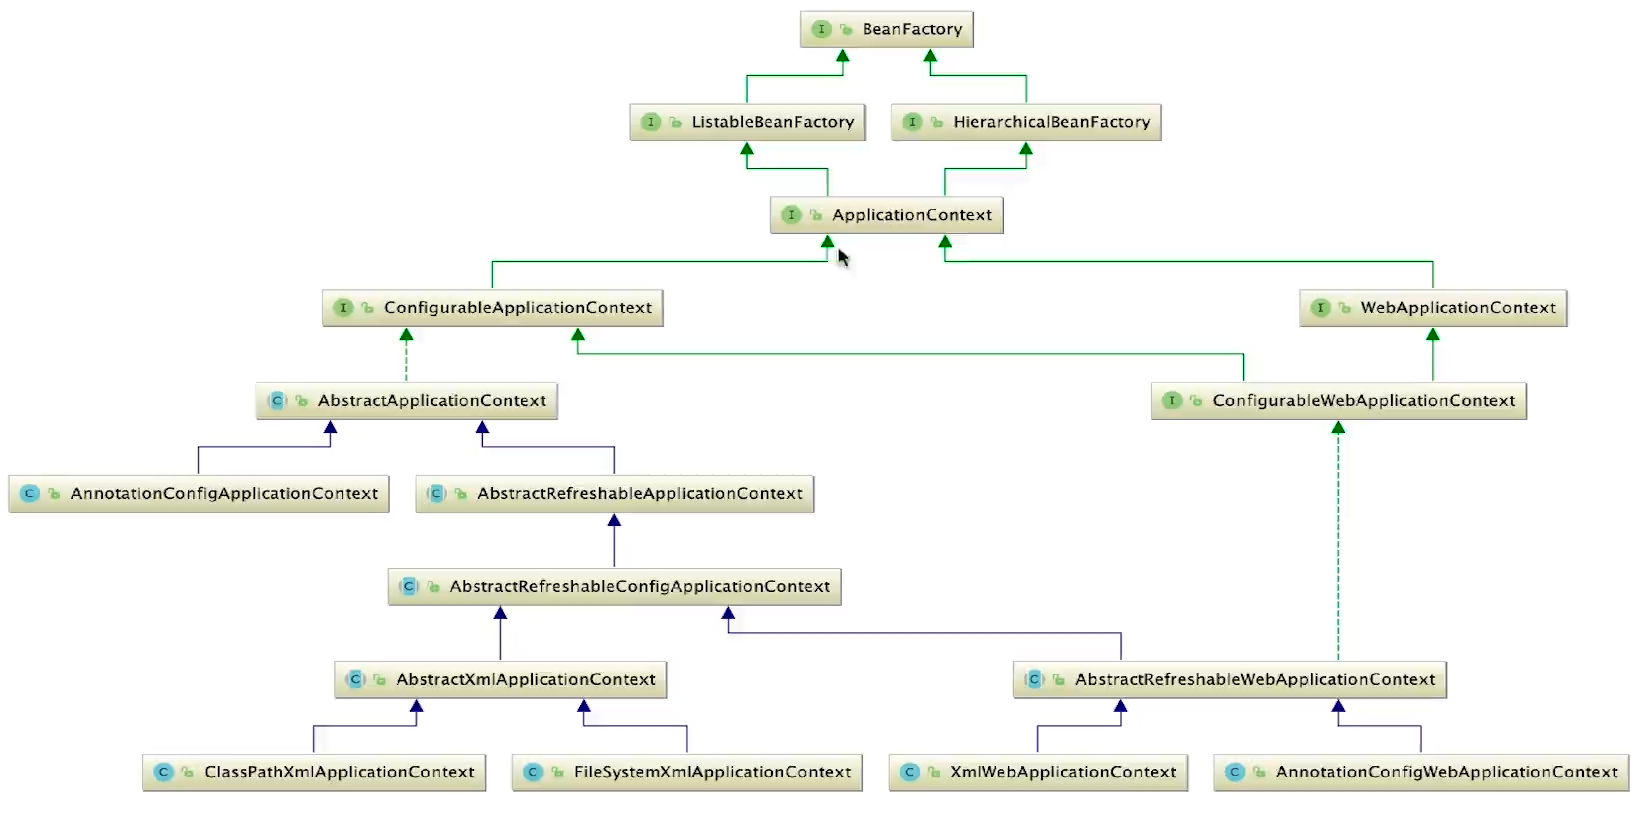 BeanFactory
ListableBeanFactory
HierarchicalBeanFactory
ApplicationContext
ConfigurableApplicationContext
WebApplicationContext
AbstractApplicationContext
ConfigurableWebApplicationContext
AnnotationConfigApplicationContext
AbstractRefreshableApplicationContext
AbstractRefreshableConfigApplicationContext
AbstractXmlApplicationContext
AbstractRefreshableWebApplicationContext
ClassPathXmlApplicationContext
FileSystemXmlApplicationContext
XmlWebApplicationContext
AnnotationConfigWebApplicationContext